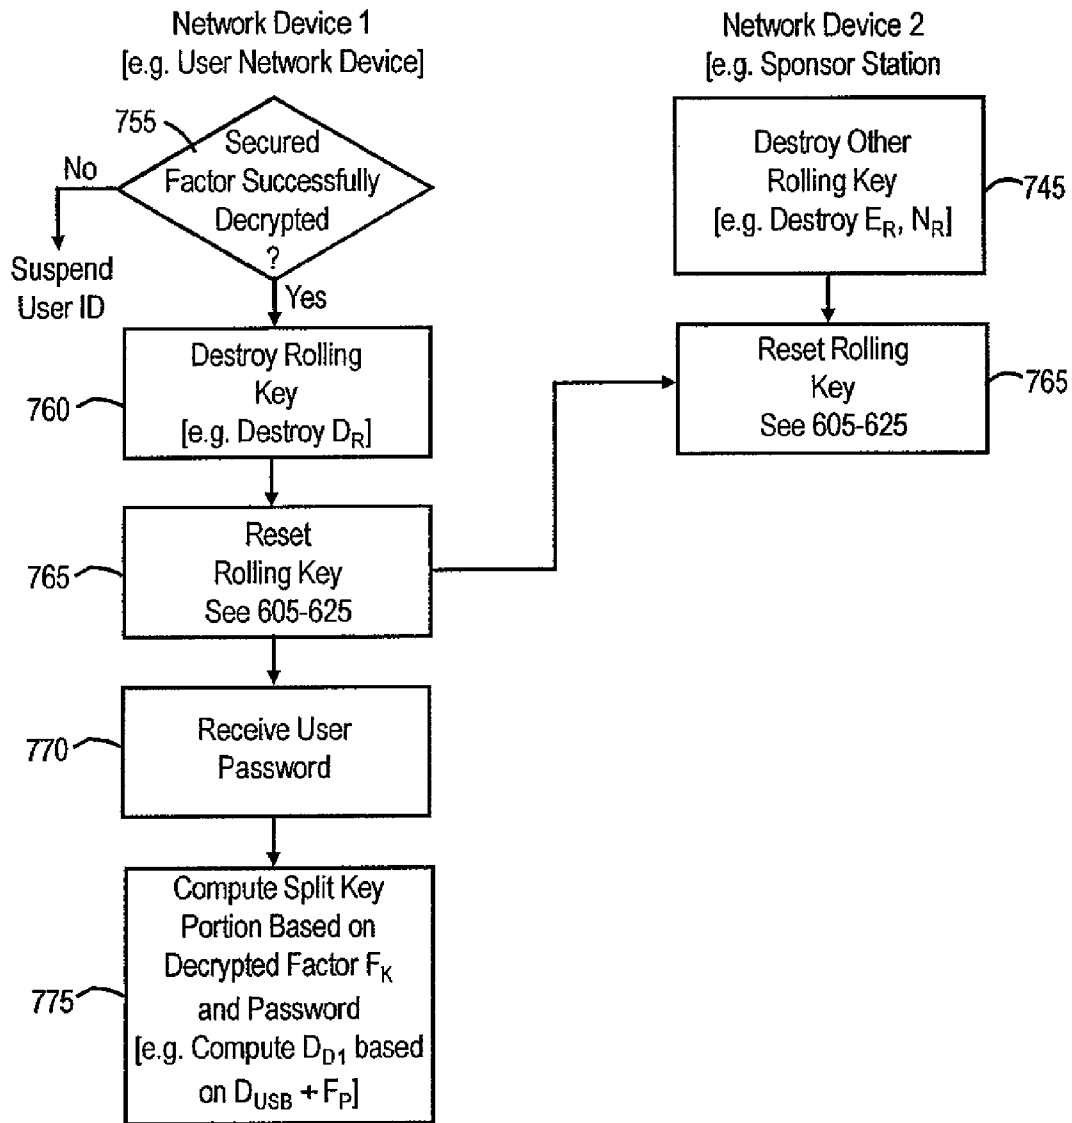 Network Device 1
[e.g. User Network Device]
755
Secured
Factor Successfully
Decrypted
?
No
Suspend
User ID
Yes
Destroy Rolling
Key
[e.g. Destroy D_R]
760
Reset
Rolling Key
See 605-625
765
Receive User
Password
770
Compute Split Key
Portion Based on
Decrypted Factor F_K
and Password
[e.g. Compute D_D1 based
on D_USB + F_P]
775
Network Device 2
[e.g. Sponsor Station
Destroy Other
Rolling Key
[e.g. Destroy E_R, N_R]
745
Reset Rolling
Key
See 605-625
765